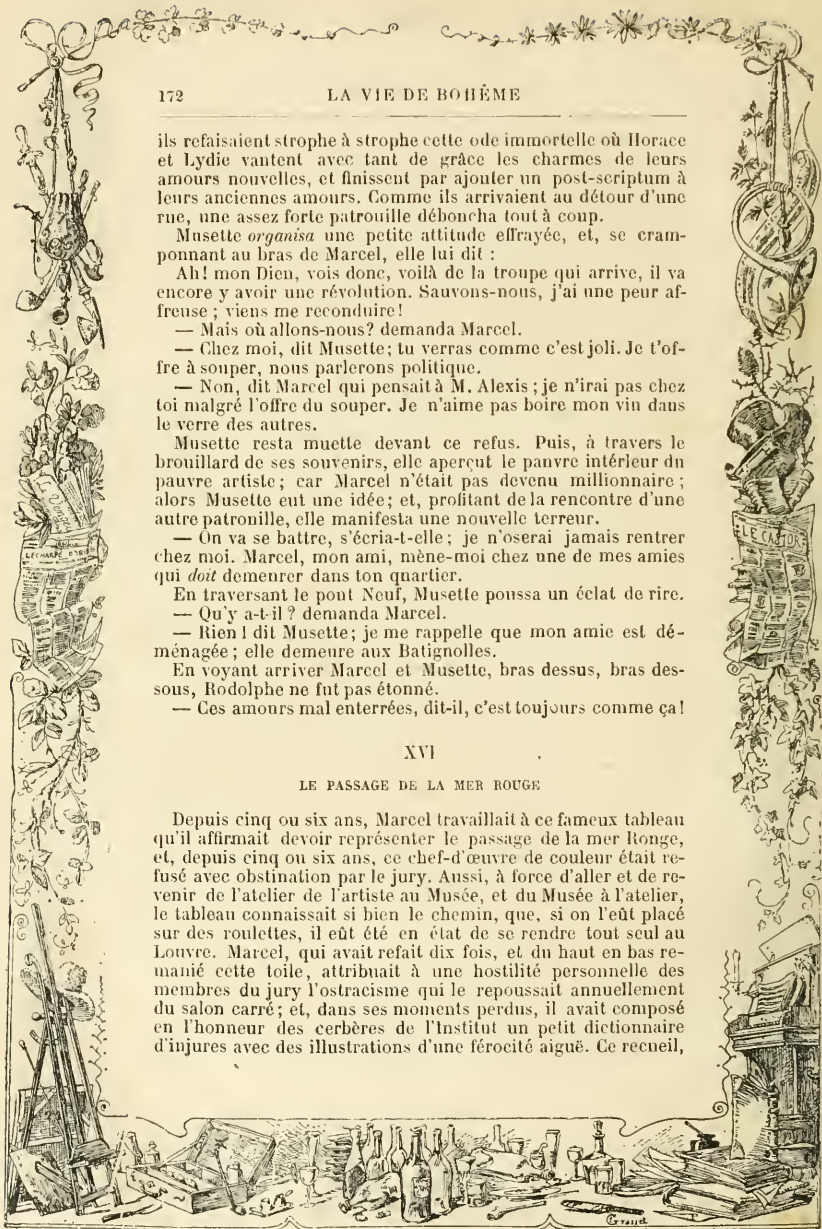 172 LA VIE DE BOHÉME
ils refaisaient strophe à strophe cette ode immortelle où Horace
et Lydie vantent avec tant de grâce les charmes de leurs
amours nouvelles, et finissent par ajouter un post-scriptum à
leurs anciennes amours. Comme ils arrivaient au détour d'une
rue, une assez forte patrouille déboucha tout à coup.
Musette organisa une petite attitude effrayée, et, se cram-
ponnant au bras de Marcel, elle lui dit :
Ah! mon Dieu, vois donc, voilà de la troupe qui arrive, il va
encore y avoir une révolution. Sauvons-nous, j'ai une peur af-
freuse ; viens me reconduire!
— Mais où allons-nous? demanda Marcel.
— Chez moi, dit Musette; tu verras comme c'est joli. Je t'of-
fre à souper, nous parlerons politique.
— Non, dit Marcel qui pensait à M. Alexis ; je n'irai pas chez
toi malgré l'offre du souper. Je n'aime pas boire mon vin dans
le verre des autres.
Musette resta muette devant ce refus. Puis, à travers le
brouillard de ses souvenirs, elle aperçut le pauvre intérieur du
pauvre artiste; car Marcel n'était pas devenu millionnaire ;
alors Musette eut une idée; et, profitant de la rencontre d'une
autre patrouille, elle manifesta une nouvelle terreur.
— On va se battre, s'écria-t-elle ; je n'oserai jamais rentrer
chez moi. Marcel, mon ami, mène-moi chez une de mes amies
qui doit demeurer dans ton quartier.
En traversant le pont Neuf, Musette poussa un éclat de rire.
— Qu'y a-t-il ? demanda Marcel.
— Rien ! dit Musette; je me rappelle que mon amie est dé-
ménagée ; elle demeure aux Batignolles.
En voyant arriver Marcel et Musette, bras dessus, bras des-
sous, Rodolphe ne fut pas étonné.
— Ces amours mal enterrées, dit-il, c'est toujours comme ça!
XVI
LE PASSAGE DE LA MER ROUGE
Depuis cinq ou six ans, Marcel travaillait à ce fameux tableau
qu'il affirmait devoir représenter le passage de la mer Rouge,
et, depuis cinq ou six ans, ce chef-d'œuvre de couleur était re-
fusé avec obstination par le jury. Aussi, à force d'aller et de re-
venir de l'atelier de l'artiste au Musée, et du Musée à l'atelier,
le tableau connaissait si bien le chemin, que, si on l'eût placé
sur des roulettes, il eût été en état de se rendre tout seul au
Louvre. Marcel, qui avait refait dix fois, et du haut en bas re-
manié cette toile, attribuait à une hostilité personnelle des
membres du jury l'ostracisme qui le repoussait annuellement
du salon carré ; et, dans ses moments perdus, il avait composé
en l'honneur des cerbères de l'Institut un petit dictionnaire
d'injures avec des illustrations d'une férocité aiguë. Ce recueil,
LE CASTOR
Grasset